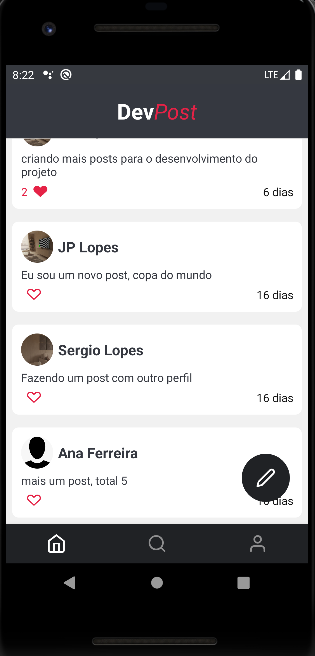 8:22
LTE
DevPost
criando mais posts para o desenvolvimento do
projeto
2
6 dias
JP Lopes
Eu sou um novo post, copa do mundo
16 dias
Sergio Lopes
Fazendo um post com outro perfil
16 dias
Ana Ferreira
mais um post, total 5
dias